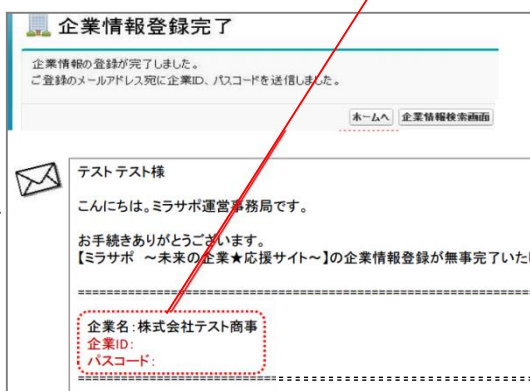 企業情報登録完了
企業情報の登録が完了しました。
ご登録のメールアドレス宛に企業ID、パスコードを送信しました。
ホームへ 企業情報検索画面
テスト テスト様
こんにちは。ミラサポ運営事務局です。
お手続きありがとうございます。
【ミラサポ ～未来の企業★応援サイト～】の企業情報登録が無事完了いた
企業名:株式会社テスト商事
企業ID:
パスコード: